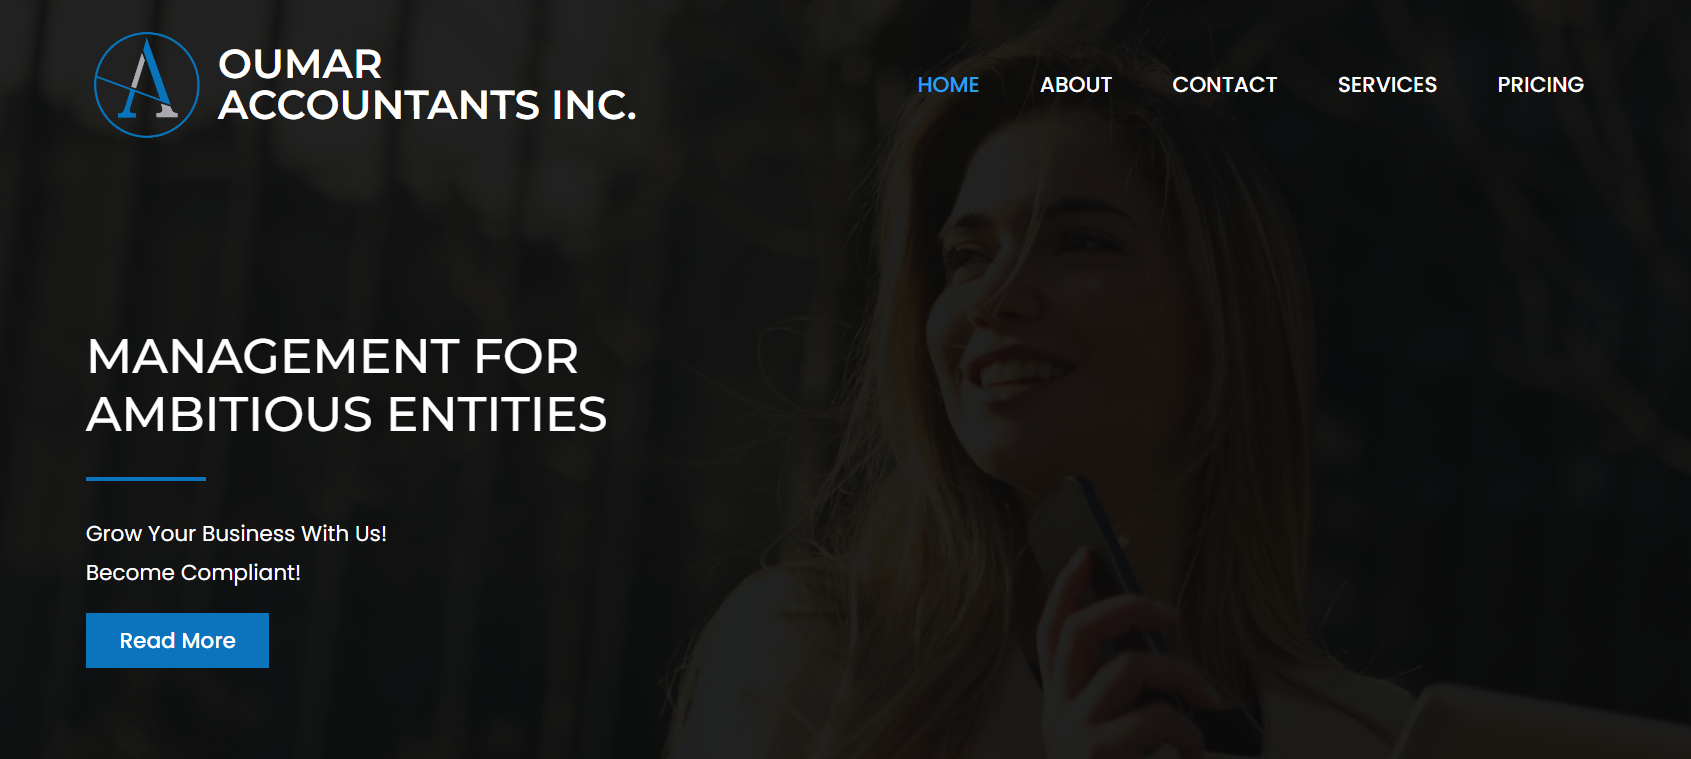 OUMAR
ACCOUNTANTS INC.
HOME
ABOUT
CONTACT
SERVICES
PRICING
MANAGEMENT FOR
AMBITIOUS ENTITIES
Grow Your Business With Us!
Become Compliant!
Read More